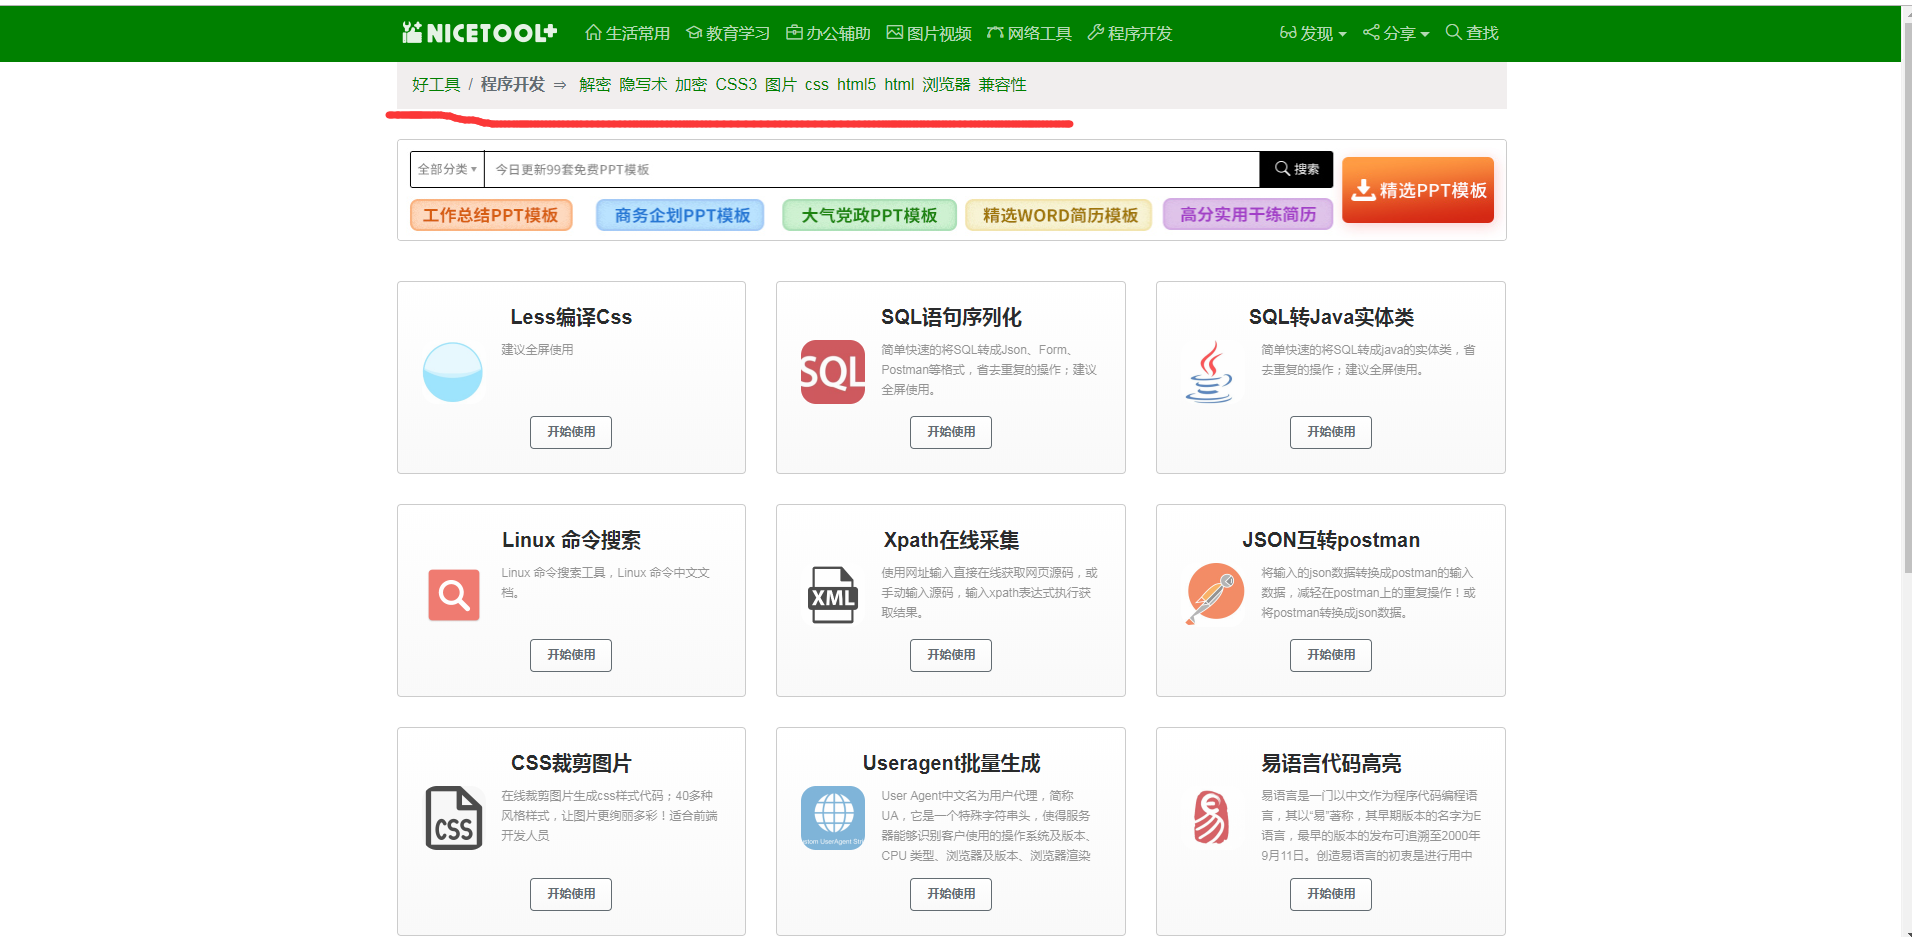 NICETOOL+ 生活常用 教育学习 办公辅助 图片视频 网络工具 程序开发 发现 分享 查找
好工具 / 程序开发 ⇒ 解密 隐写术 加密 CSS3 图片 css html5 html 浏览器 兼容性
全部分类 今日更新99套免费PPT模板 搜索
精选PPT模板
工作总结PPT模板 商务企划PPT模板 大气党政PPT模板 精选WORD简历模板 高分实用干练简历
Less编译Css
建议全屏使用
开始使用
SQL语句序列化
SQL
简单快速的将SQL转成Json、Form、
Postman等格式，省去重复的操作；建议
全屏使用。
开始使用
SQL转Java实体类
简单快速的将SQL转成java的实体类，省
去重复的操作；建议全屏使用。
开始使用
Linux 命令搜索
Linux 命令搜索工具，Linux 命令中文文
档。
开始使用
Xpath在线采集
XML
使用网址输入直接在线获取网页源码，或
手动输入源码，输入xpath表达式执行获
取结果。
开始使用
JSON互转postman
将输入的json数据转换成postman的输入
数据，减轻在postman上的重复操作！或
将postman转换成json数据。
开始使用
CSS裁剪图片
CSS
在线裁剪图片生成css样式代码；40多种
风格样式，让图片更绚丽多彩！适合前端
开发人员
开始使用
Useragent批量生成
tom UserAgent Stri
User Agent中文名为用户代理，简称
UA，它是一个特殊字符串头，使得服务
器能够识别客户使用的操作系统及版本、
CPU 类型、浏览器及版本、浏览器渲染
开始使用
易语言代码高亮
易语言是一门以中文作为程序代码编程语
言，其以“易”著称，其早期版本的名字为E
语言，最早的版本的发布可追溯至2000年
9月11日。创造易语言的初衷是进行用中
开始使用